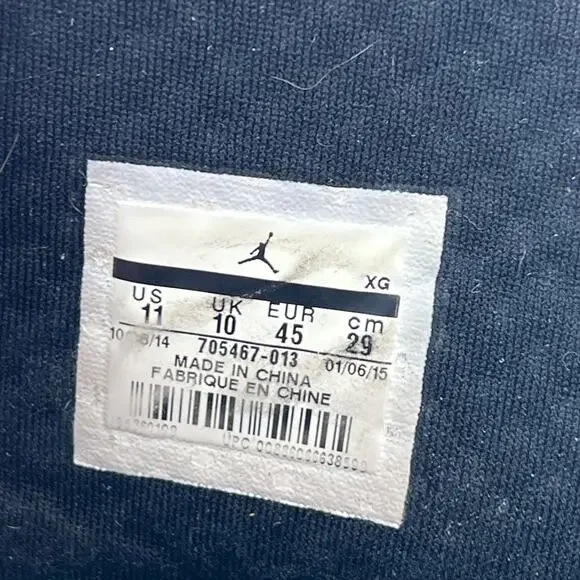 XG
US UK EUR cm
11 10 45 29
705467-013 01/06/15
MADE IN CHINA
FABRIQUE EN CHINE
UPC